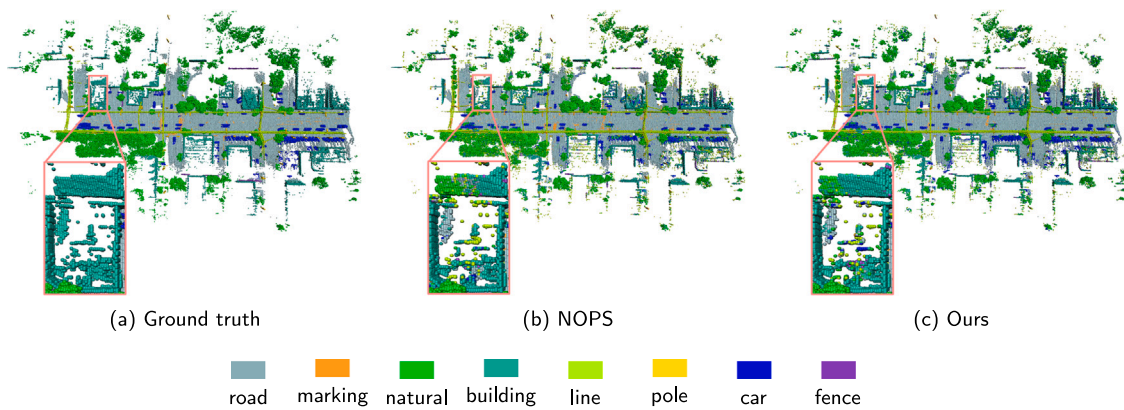 (a) Ground truth
(b) NOPS
(c) Ours
road marking natural building line pole car fence